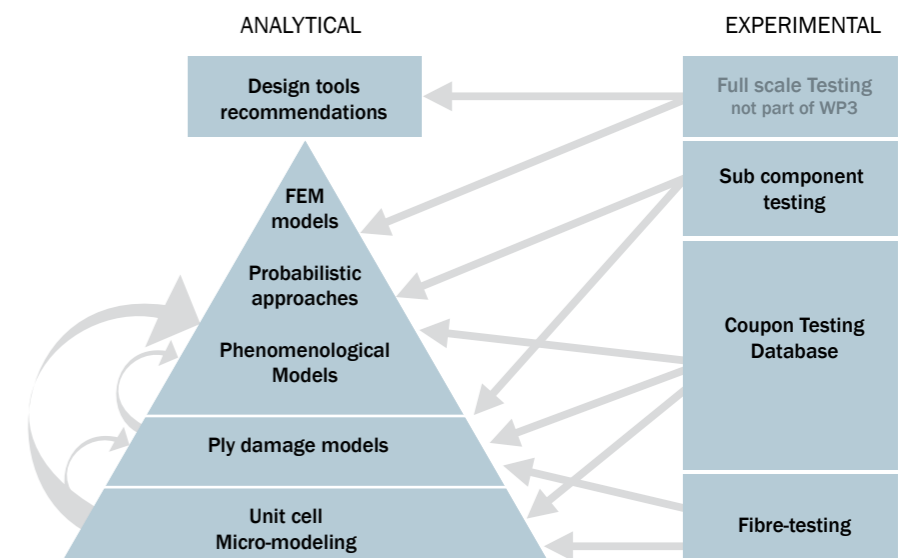 ANALYTICAL
EXPERIMENTAL
Design tools
recommendations
FEM
models
Probabilistic
approaches
Phenomenological
Models
Ply damage models
Unit cell
Micro-modeling
Full scale Testing
not part of WP3
Sub component
testing
Coupon Testing
Database
Fibre-testing